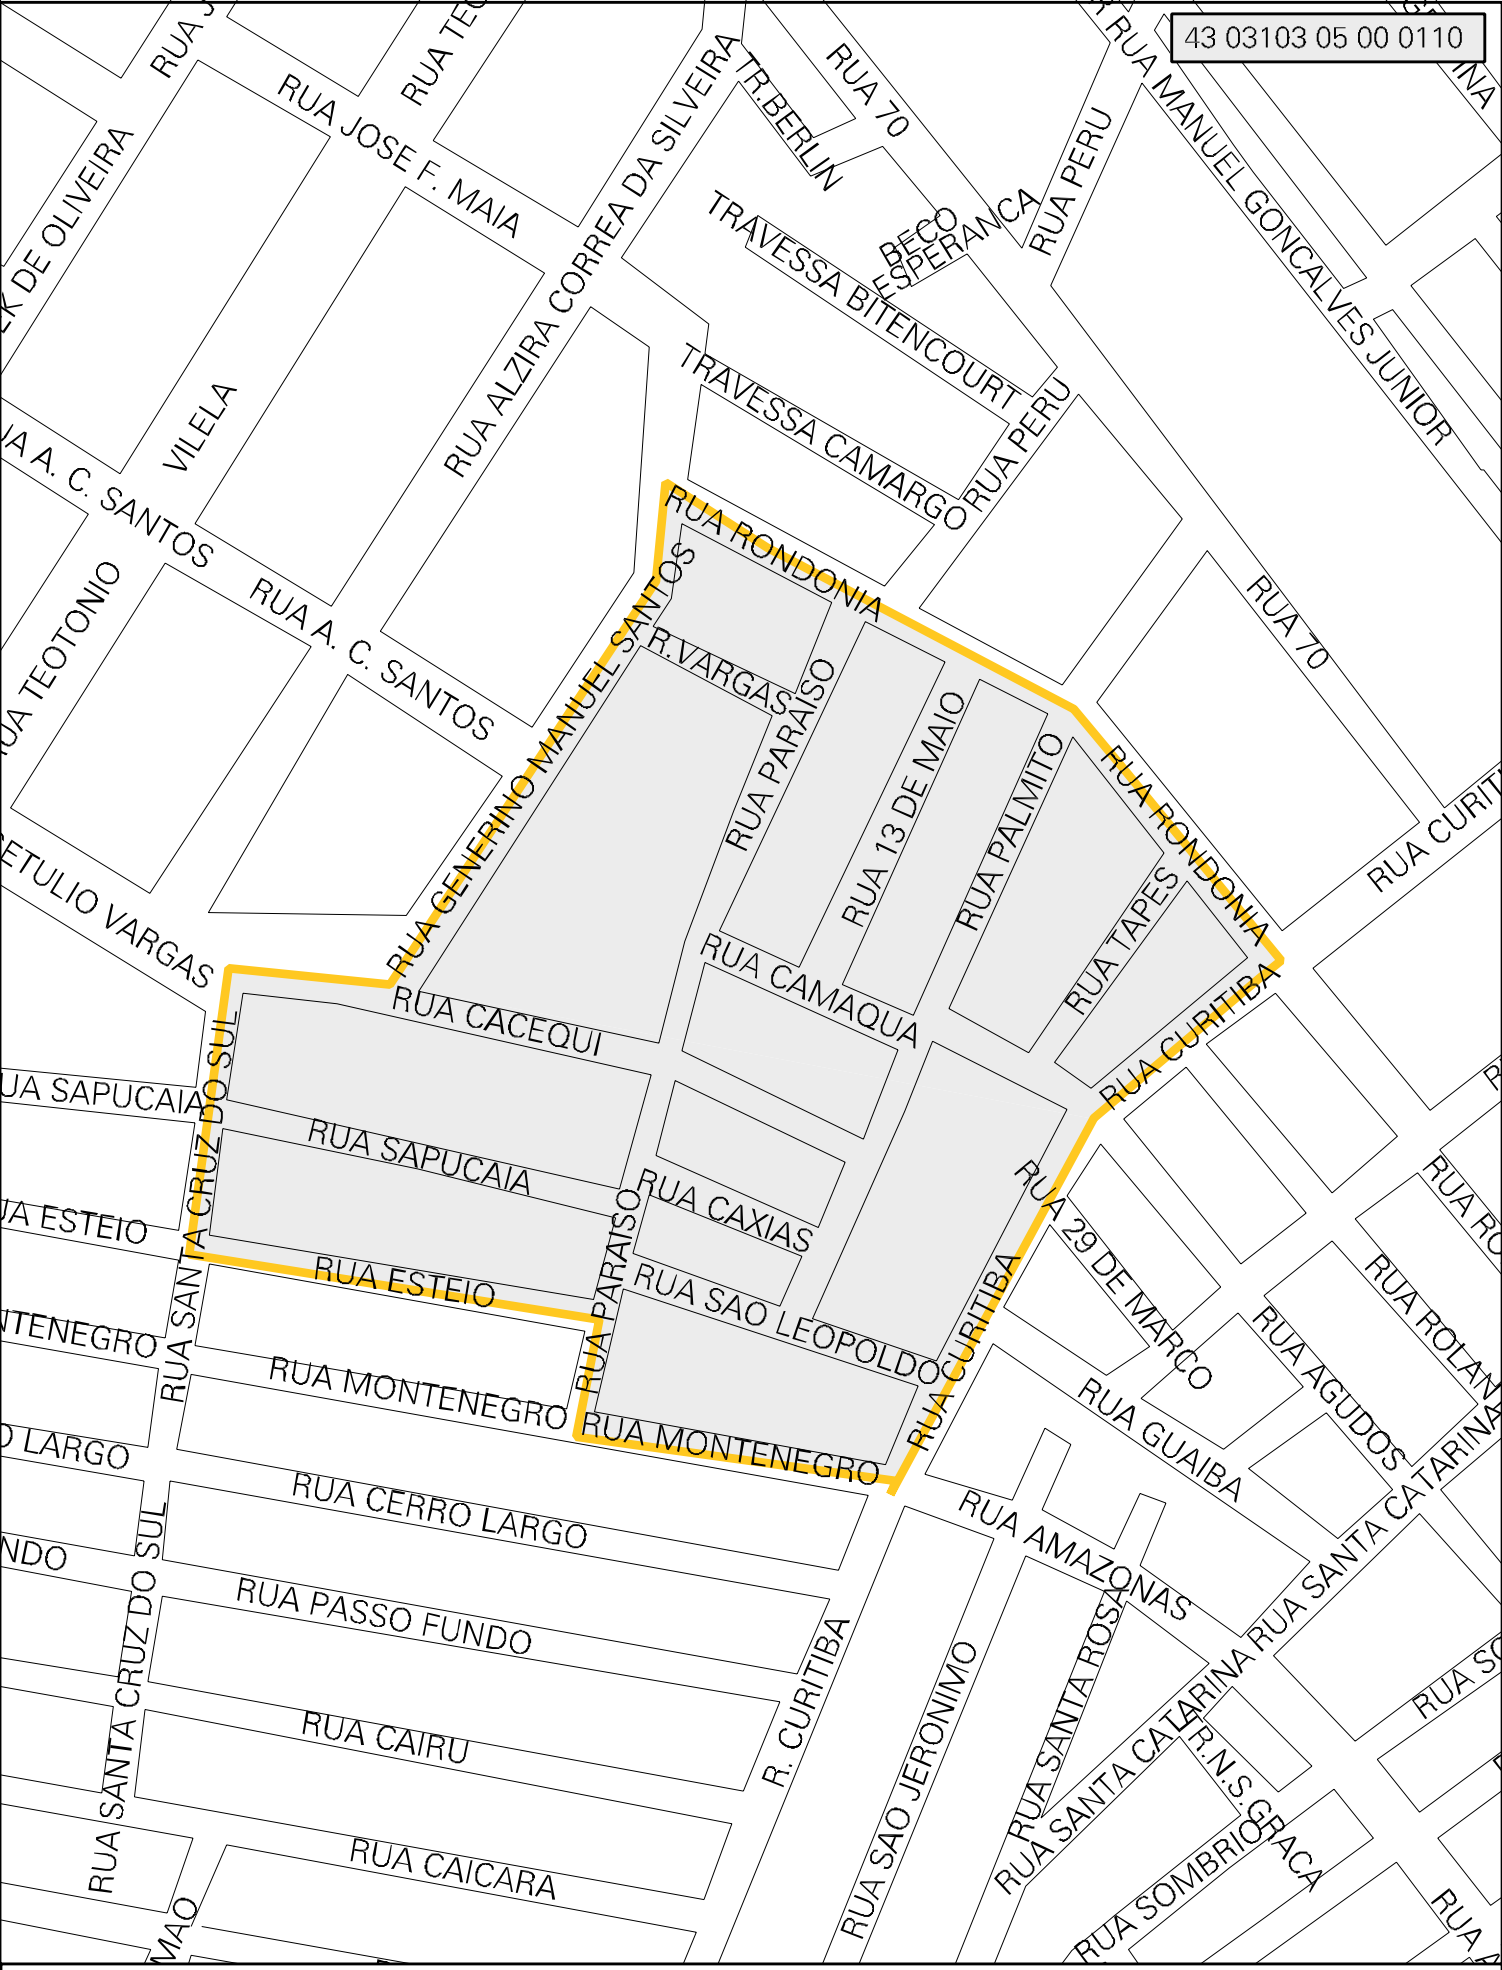 43 03103 05 00 0110
RUA 70
RUA JOSE F. MAIA
TR.BERLIN
RUA PERU
RUA MANUEL GONCALVES JUNIOR
RUA ALZIRA CORREA DA SILVEIRA
DE OLIVEIRA
BECO
ESPERANCA
TRAVESSA BITENCOURT
TRAVESSA CAMARGO
RUA PERU
VILELA
A. C. SANTOS
RUA A. C. SANTOS
TEOTONIO
RUA RONDONIA
RUA 70
RUA GENERINO MANUEL SANTOS
R.VARGAS
RUA PARAISO
RUA 13 DE MAIO
RUA PALMITO
RUA RONDONIA
RUA TAPES
GETULIO VARGAS
RUA CAMAQUA
RUA CACEQUI
RUA CURITIBA
RUA SANTA CRUZ DO SUL
RUA SAPUCAIA
RUA SAPUCAIA
RUA ESTEIO
RUA ESTEIO
RUA PARAISO
RUA CAXIAS
RUA SAO LEOPOLDO
RUA 29 DE MARCO
RUA CURITIBA
RUA AGUDOS
RUA GUAIBA
RUA MONTENEGRO
RUA MONTENEGRO
LARGO
RUA CERRO LARGO
RUA AMAZONAS
RUA SANTA CATARINA
RUA SANTA CATARINA
RUA SANTA CRUZ DO SUL
RUA PASSO FUNDO
R. CURITIBA
RUA SAO JERONIMO
RUA SANTA ROSA
RUA CAIRU
TR.N.S.GRACA
RUA SOMBRIO
RUA CAICARA